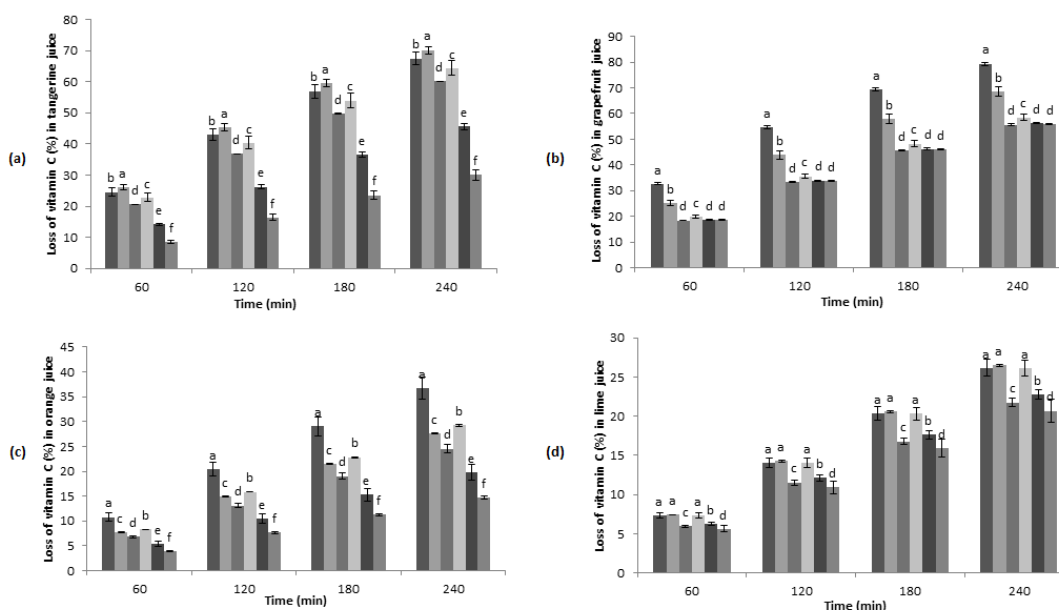 (a)
Loss of vitamin C (%) in tangerine juice
80
70
60
50
40
30
20
10
0
b a d c e f
b a d c e f
b a d c e f
b a d c e f
60 120 180 240
Time (min)
(b)
Loss of vitamin C (%) in grapefruit juice
90
80
70
60
50
40
30
20
10
0
a b d c d d
a b d c d d
a b d c d d
a b d c d d
60 120 180 240
Time (min)
(c)
Loss of vitamin C (%) in orange juice
45
40
35
30
25
20
15
10
5
0
a c d b e f
a c d b e f
a c d b e f
a c d b e f
60 120 180 240
Time (min)
(d)
Loss of vitamin C (%) in lime juice
30
25
20
15
10
5
0
a a c a b d
a a c a b d
a a c a b d
a a c a b d
60 120 180 240
Time (min)